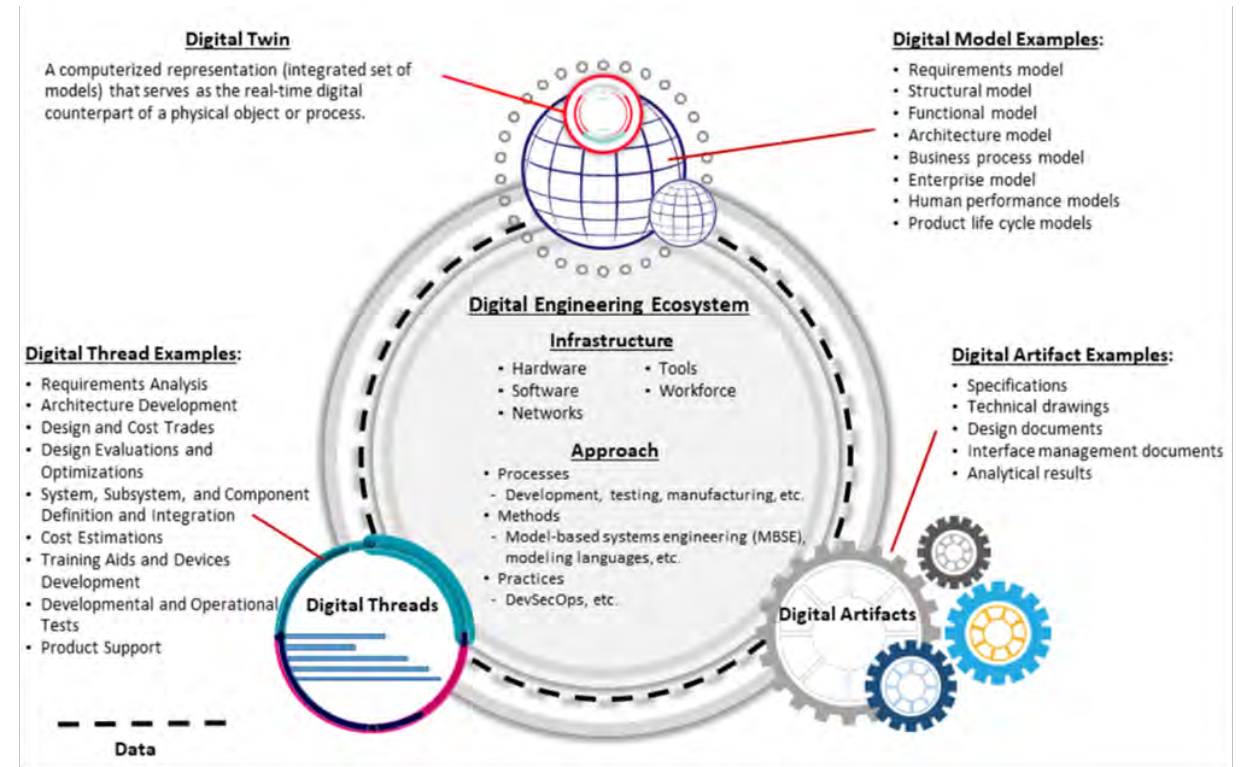 Digital Twin
A computerized representation (integrated set of
models) that serves as the real-time digital
counterpart of a physical object or process.
Digital Model Examples:
• Requirements model
• Structural model
• Functional model
• Architecture model
• Business process model
• Enterprise model
• Human performance models
• Product life cycle models
Digital Engineering Ecosystem
Infrastructure
• Hardware
• Software
• Networks
• Tools
• Workforce
Approach
• Processes
- Development, testing, manufacturing, etc.
• Methods
- Model-based systems engineering (MBSE),
modeling languages, etc.
• Practices
- DevSecOps, etc.
Digital Thread Examples:
• Requirements Analysis
• Architecture Development
• Design and Cost Trades
• Design Evaluations and
Optimizations
• System, Subsystem, and Component
Definition and Integration
• Cost Estimations
• Training Aids and Devices
Development
• Developmental and Operational
Tests
• Product Support
Digital Artifact Examples:
• Specifications
• Technical drawings
• Design documents
• Interface management documents
• Analytical results
Digital Threads
Digital Artifacts
Data